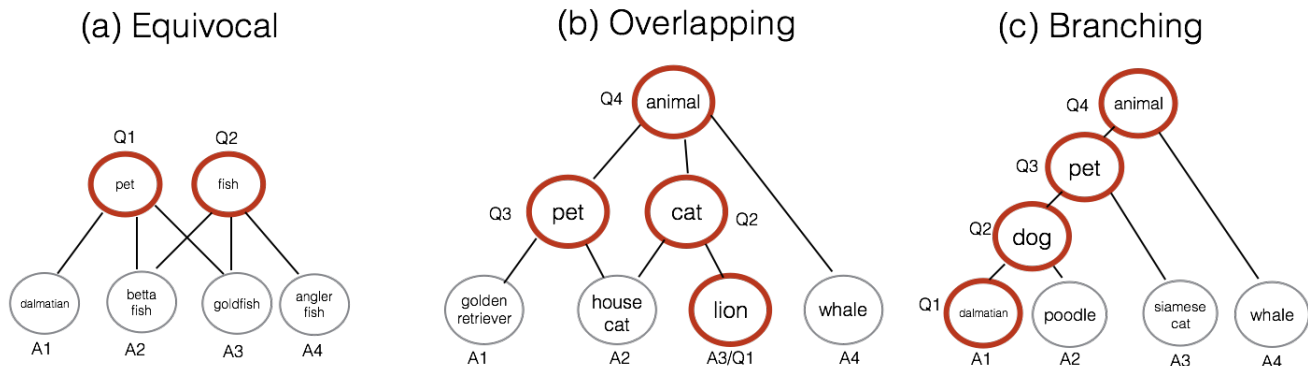 (a) Equivocal
Q1
Q2
pet
fish
dalmatian
betta
fish
goldfish
angler
fish
A1
A2
A3
A4
(b) Overlapping
Q4
animal
Q3
pet
cat
Q2
golden
retriever
house
cat
lion
whale
A1
A2
A3/Q1
A4
(c) Branching
Q4
animal
Q3
pet
Q2
dog
Q1
dalmatian
poodle
siamese
cat
whale
A1
A2
A3
A4